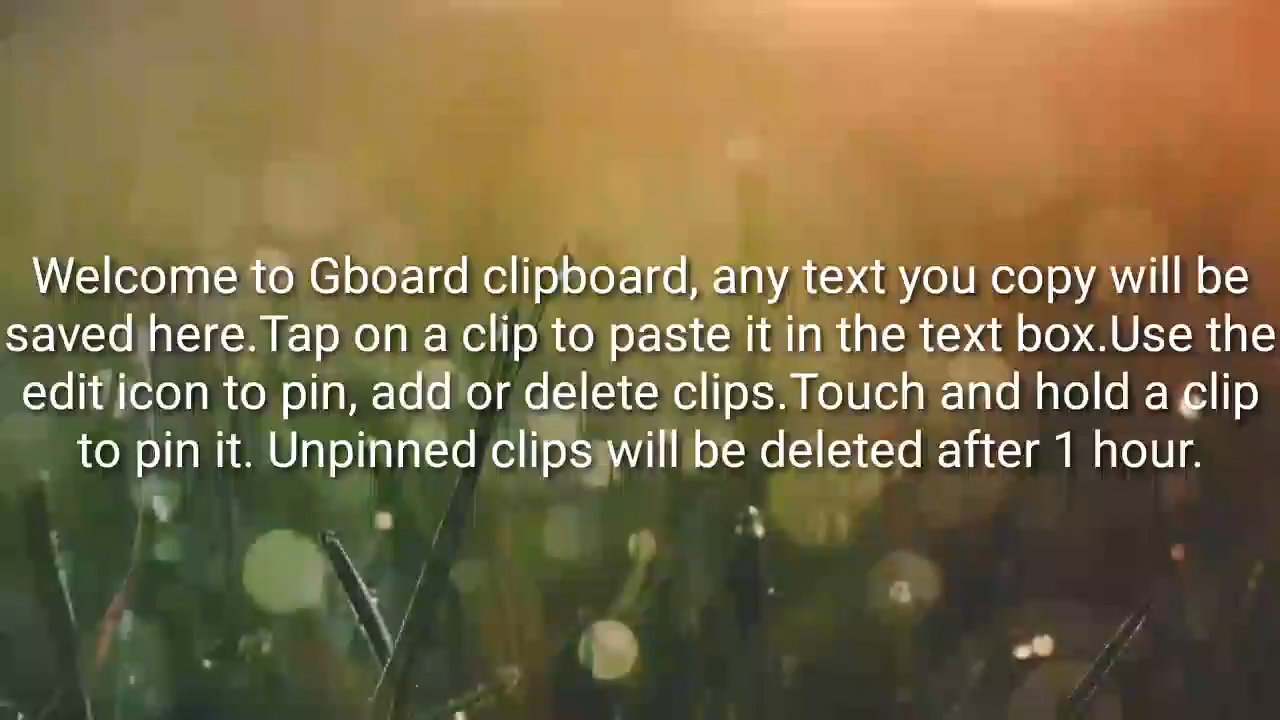 Welcome to Gboard clipboard, any text you copy will be
saved here.Tap on a clip to paste it in the text box.Use the
edit icon to pin, add or delete clips.Touch and hold a clip
to pin it. Unpinned clips will be deleted after 1 hour.